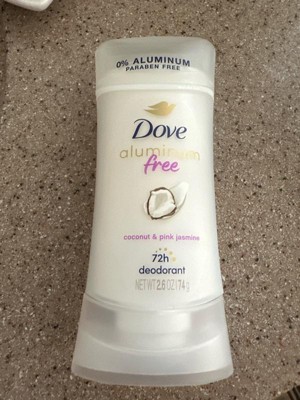 0% ALUMINUM
PARABEN FREE
Dove
aluminum
free
coconut & pink jasmine
72h
deodorant
NET WT 2.6 OZ (74 g)